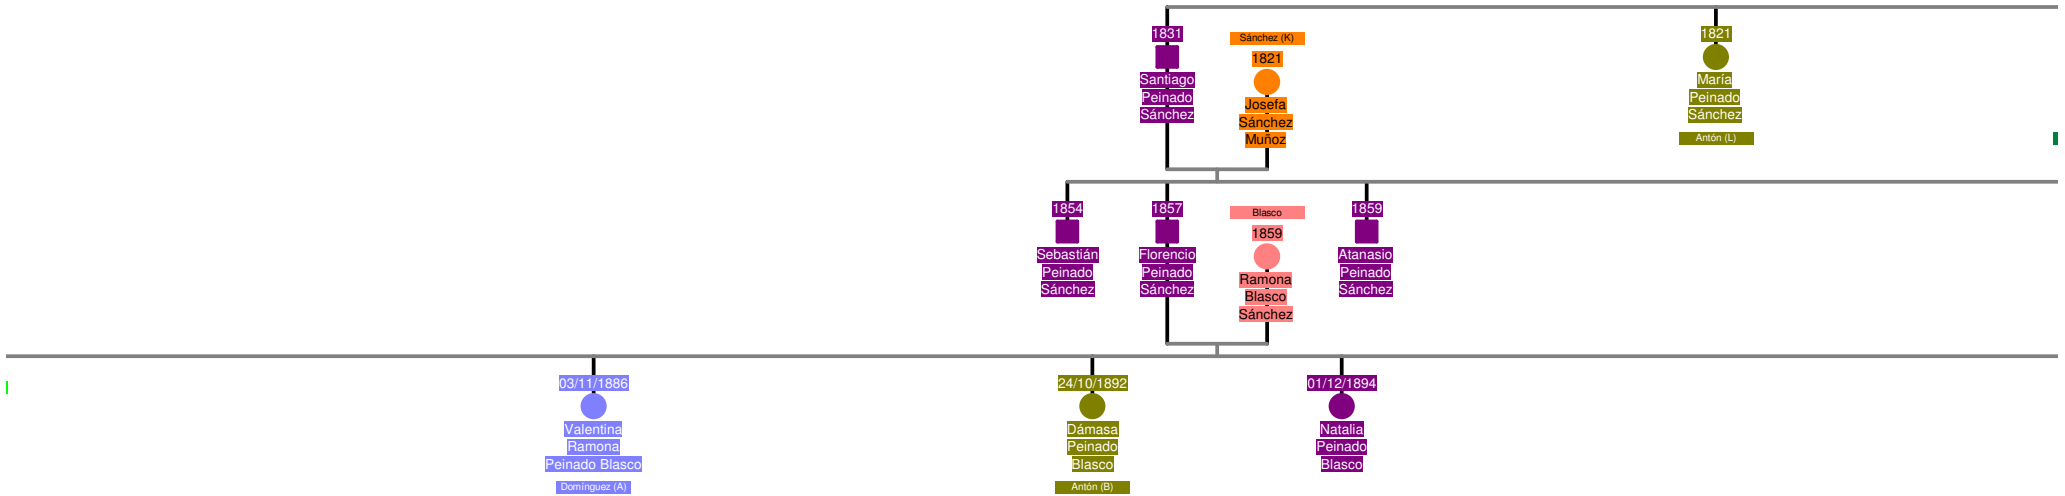 1831
Santiago
Peinado
Sánchez
Sánchez (K)
1821
Josefa
Sánchez
Muñoz
1821
María
Peinado
Sánchez
Antón (L)
1854
Sebastián
Peinado
Sánchez
1857
Florencio
Peinado
Sánchez
Blasco
1859
Ramona
Blasco
Sánchez
1859
Atanasio
Peinado
Sánchez
03/11/1886
Valentina
Ramona
Peinado Blasco
Domínguez (A)
24/10/1892
Dámasa
Peinado
Blasco
Antón (B)
01/12/1894
Natalia
Peinado
Blasco